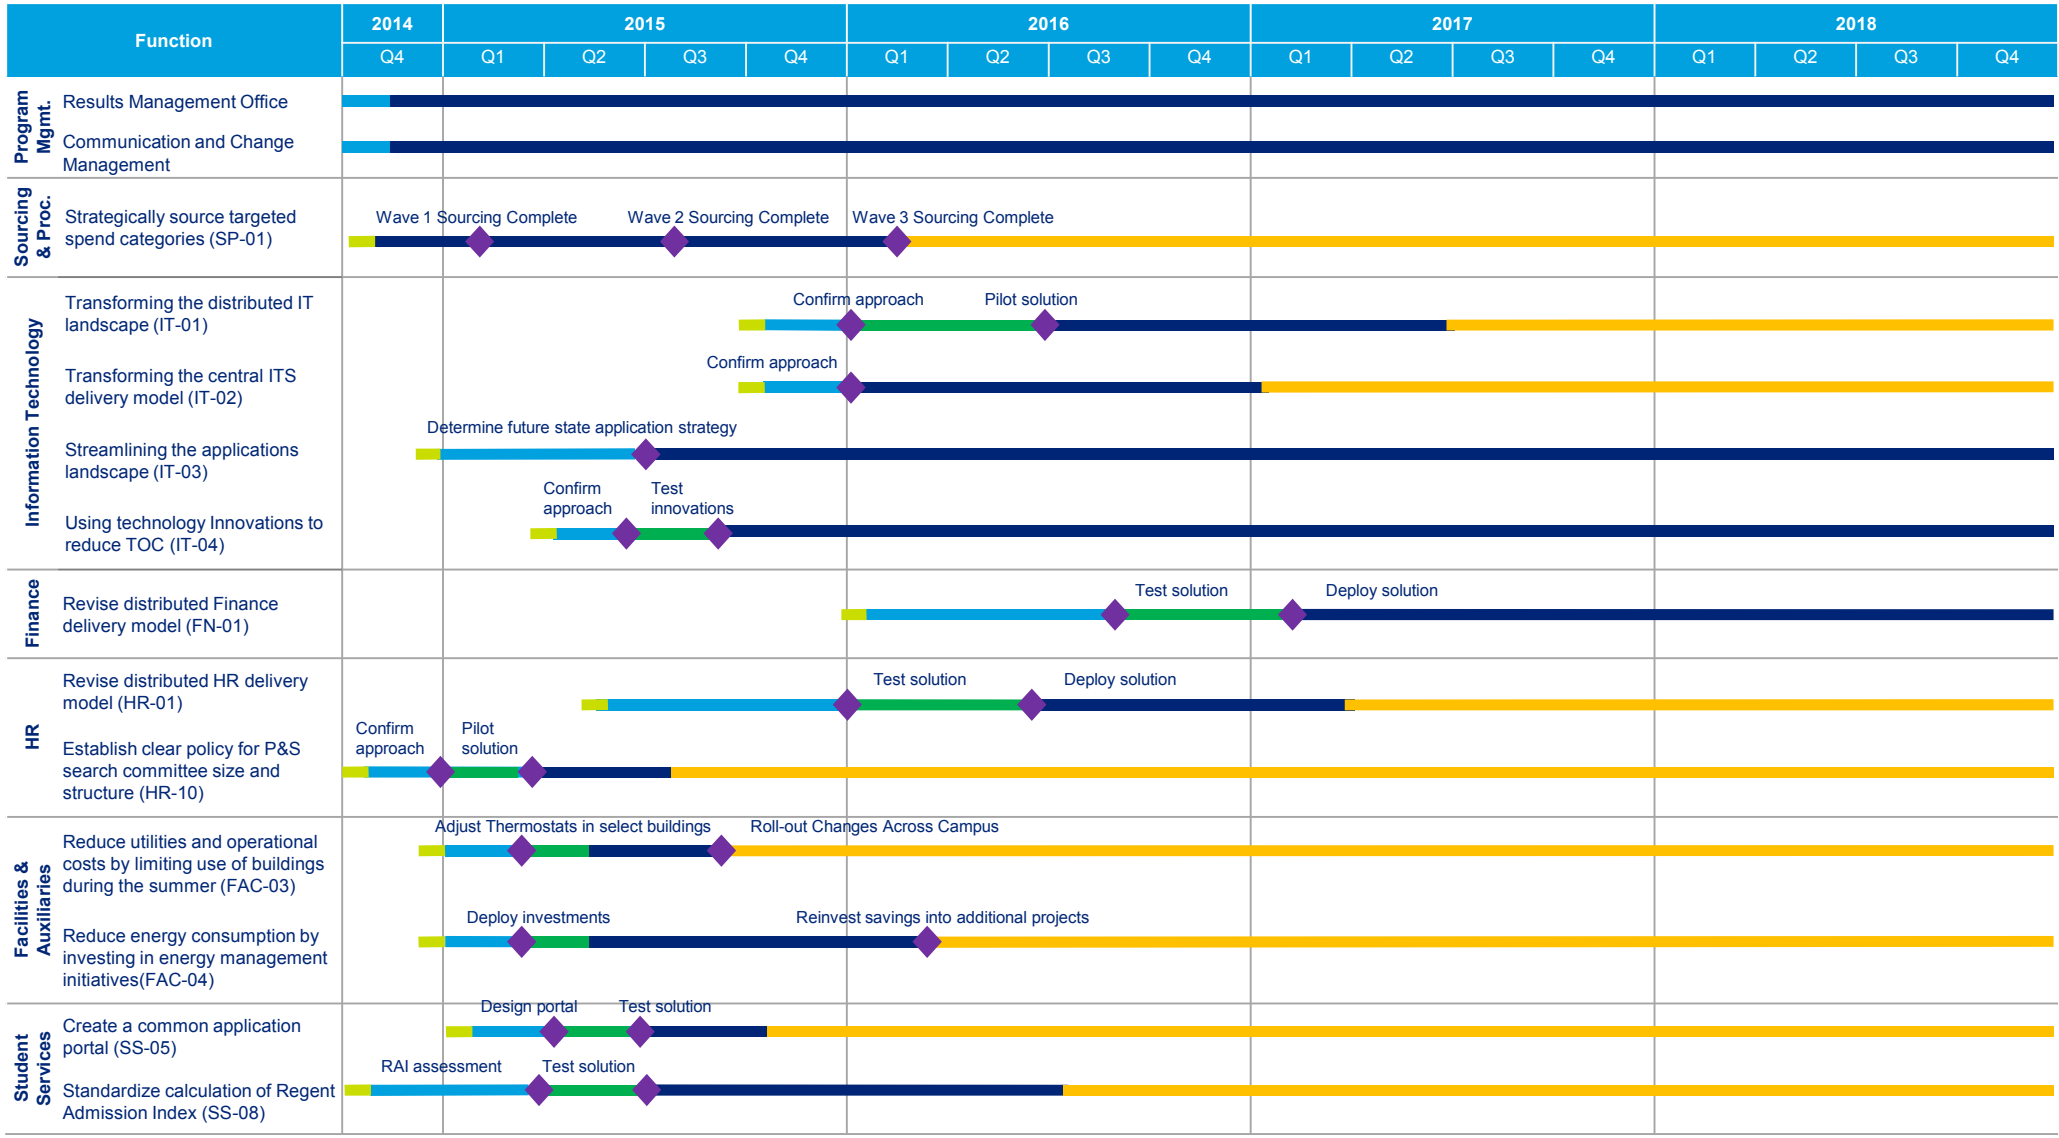 Function
2014
2015
2016
2017
2018
Q4
Q1
Q2
Q3
Q4
Q1
Q2
Q3
Q4
Q1
Q2
Q3
Q4
Q1
Q2
Q3
Q4
Program
Mgmt.
Results Management Office
Communication and Change
Management
Sourcing
& Proc.
Strategically source targeted
spend categories (SP-01)
Wave 1 Sourcing Complete
Wave 2 Sourcing Complete
Wave 3 Sourcing Complete
Information Technology
Transforming the distributed IT
landscape (IT-01)
Confirm approach
Pilot solution
Transforming the central ITS
delivery model (IT-02)
Confirm approach
Streamlining the applications
landscape (IT-03)
Determine future state application strategy
Using technology Innovations to
reduce TOC (IT-04)
Confirm
approach
Test
innovations
Finance
Revise distributed Finance
delivery model (FN-01)
Test solution
Deploy solution
HR
Revise distributed HR delivery
model (HR-01)
Test solution
Deploy solution
Establish clear policy for P&S
search committee size and
structure (HR-10)
Confirm
approach
Pilot
solution
Facilities &
Auxiliaries
Reduce utilities and operational
costs by limiting use of buildings
during the summer (FAC-03)
Adjust Thermostats in select buildings
Roll-out Changes Across Campus
Reduce energy consumption by
investing in energy management
initiatives(FAC-04)
Deploy investments
Reinvest savings into additional projects
Student
Services
Create a common application
portal (SS-05)
Design portal
Test solution
Standardize calculation of Regent
Admission Index (SS-08)
RAI assessment
Test solution